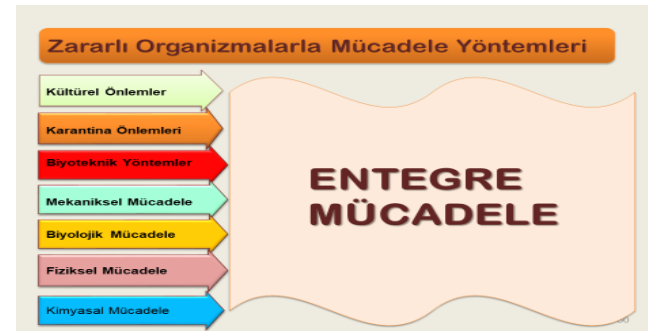 Zararlı Organizmalarla Mücadele Yöntemleri
Kültürel Önlemler
Karantina Önlemleri
Biyoteknik Yöntemler
Mekaniksel Mücadele
Biyolojik Mücadele
Fiziksel Mücadele
Kimyasal Mücadele
ENTEGRE
MÜCADELE